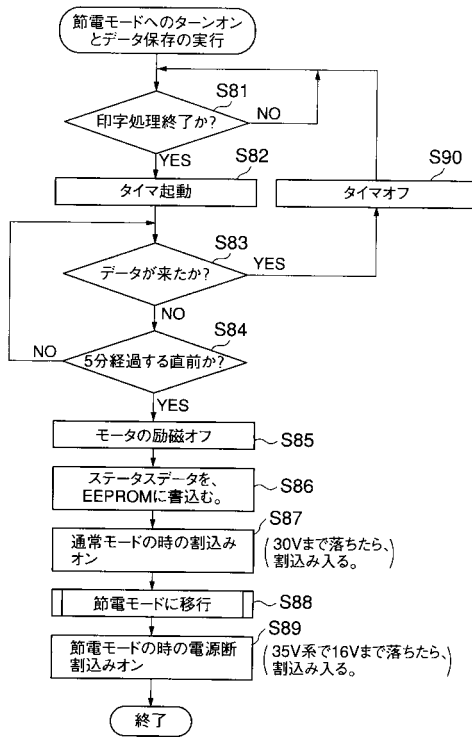 節電モードへのターンオン
とデータ保存の実行
S81
印字処理終了か?
NO
YES
S82
タイマ起動
S90
タイマオフ
S83
データが来たか?
YES
NO
S84
5分経過する直前か?
NO
YES
モータの励磁オフ
S85
ステータスデータを、
EEPROMに書込む。
S86
S87
通常モードの時の割込み
オン
(30Vまで落ちたら、
割込み入る。)
節電モードに移行
S88
S89
節電モードの時の電源断
割込みオン
(35V系で16Vまで落ちたら、
割込み入る。)
終了